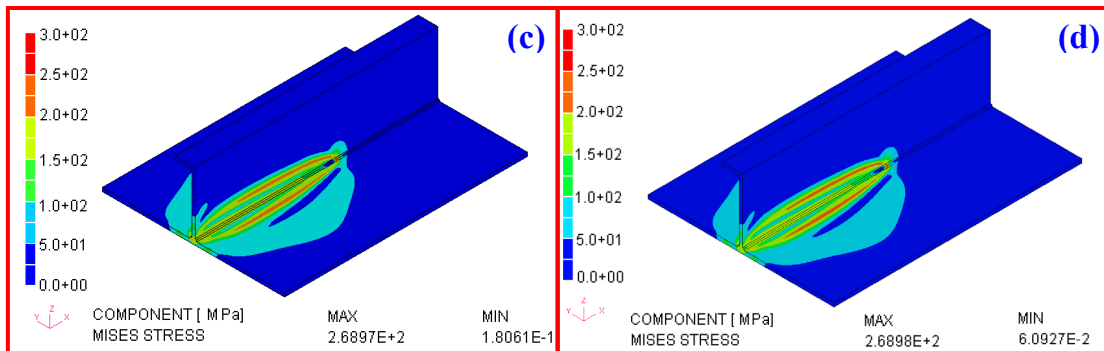 (c)
3.0+02
2.5+02
2.0+02
1.5+02
1.0+02
5.0+01
0.0+00
Z
Y X
COMPONENT [ MPa] MAX MIN
MISES STRESS 2.6897E+2 1.8061E-1
(d)
3.0+02
2.5+02
2.0+02
1.5+02
1.0+02
5.0+01
0.0+00
Z
Y X
COMPONENT [ MPa] MAX MIN
MISES STRESS 2.6898E+2 6.0927E-2